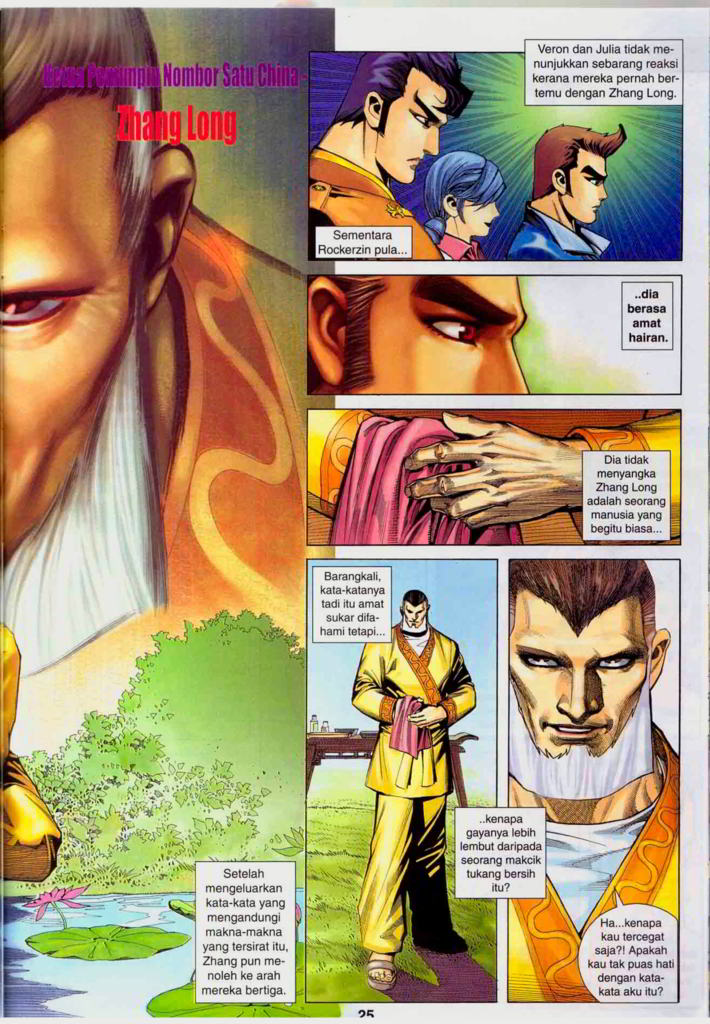 Ketua Pemimpin Nombor Satu China -
Zhang Long
Setelah
mengeluarkan
kata-kata yang
mengandungi
makna-makna
yang tersirat itu,
Zhang pun me-
noleh ke arah
mereka bertiga.
Veron dan Julia tidak me-
nunjukkan sebarang reaksi
kerana mereka pernah ber-
temu dengan Zhang Long.
Sementara
Rockerzin pula...
..dia
berasa
amat
hairan.
Dia tidak
menyangka
Zhang Long
adalah seorang
manusia yang
begitu biasa...
Barangkali,
kata-katanya
tadi itu amat
sukar difa-
hami tetapi...
..kenapa
gayanya lebih
lembut daripada
seorang makcik
tukang bersih
itu?
Ha...kenapa
kau tercegat
saja?! Apakah
kau tak puas hati
dengan kata-
kata aku itu?
25